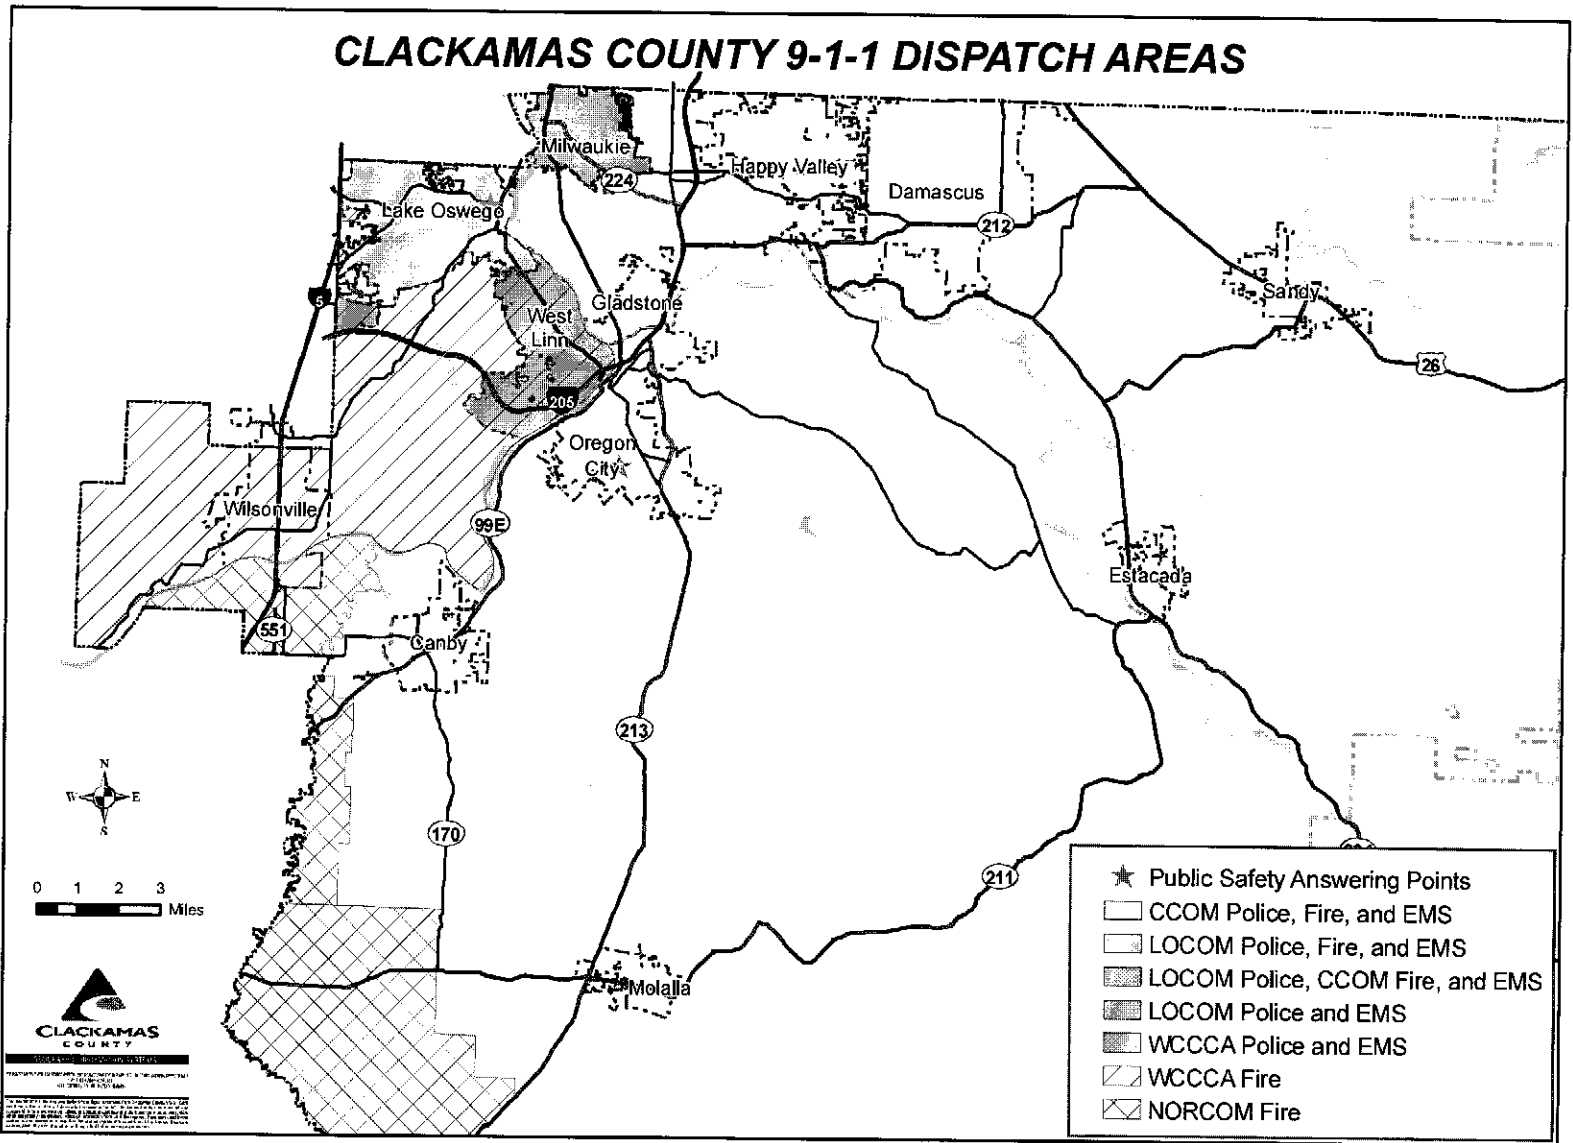 CLACKAMAS COUNTY 9-1-1 DISPATCH AREAS
Milwaukie
224
Happy Valley
Damascus
Lake Oswego
212
5
Gladstone
Sandy
West
Linn
26
205
Oregon
City
Wilsonville
99E
Estacada
551
Canby
213
N
W E
S
170
0 1 2 3
Miles
211
Molalla
CLACKAMAS
COUNTY
Public Safety Answering Points
CCOM Police, Fire, and EMS
LOCOM Police, Fire, and EMS
LOCOM Police, CCOM Fire, and EMS
LOCOM Police and EMS
WCCCA Police and EMS
WCCCA Fire
NORCOM Fire